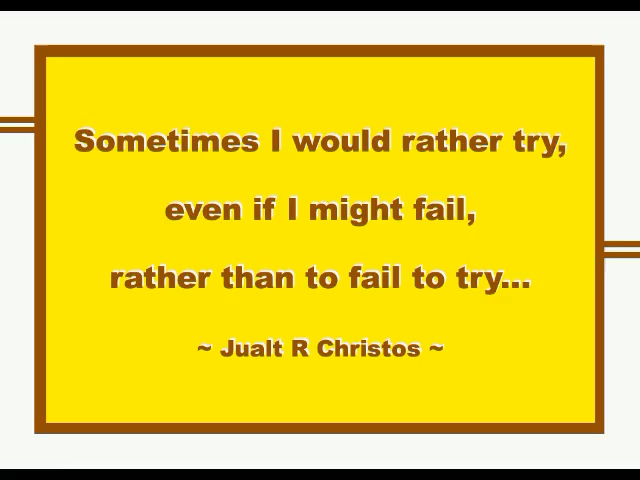 Sometimes I would rather try,
even if I might fail,
rather than to fail to try...
~ Jualt R Christos ~